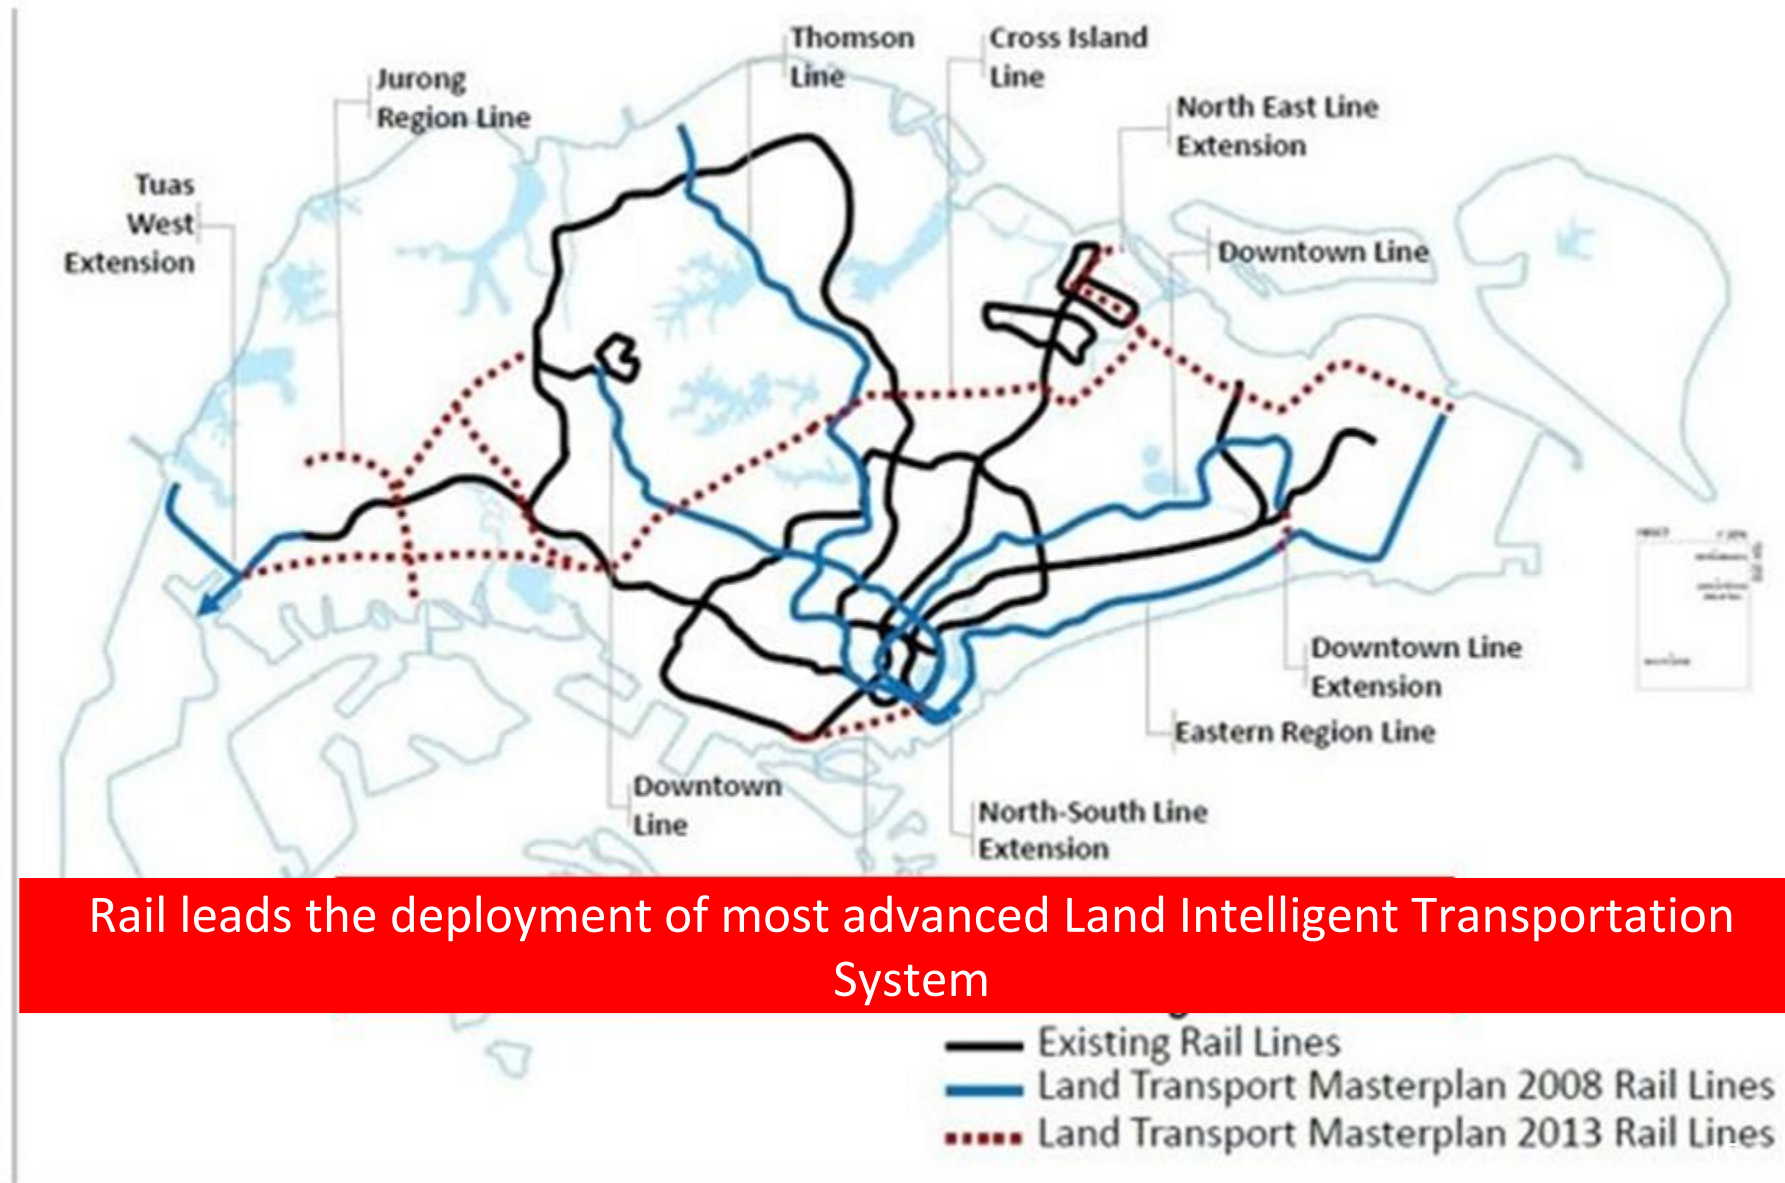 Thomson
Line
Cross Island
Line
Jurong
Region Line
North East Line
Extension
Tuas
West
Extension
Downtown Line
Downtown Line
Extension
Eastern Region Line
Downtown
Line
North-South Line
Extension
Rail leads the deployment of most advanced Land Intelligent Transportation
System
Existing Rail Lines
Land Transport Masterplan 2008 Rail Lines
Land Transport Masterplan 2013 Rail Lines